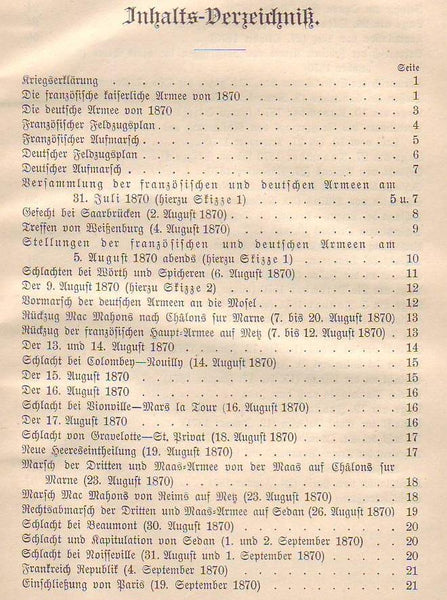 Inhalts-Verzeichniß.
Seite
Kriegserklärung . . . . . . . . . . . . . . . . 1
Die französische kaiserliche Armee von 1870 . . . . . . . 1
Die deutsche Armee von 1870 . . . . . . . . . . . 3
Französischer Feldzugsplan . . . . . . . . . . . . 4
Französischer Aufmarsch . . . . . . . . . . . . . 5
Deutscher Feldzugsplan . . . . . . . . . . . . . 6
Deutscher Aufmarsch . . . . . . . . . . . . . . 7
Versammlung der französischen und deutschen Armeen am
31. Juli 1870 (hierzu Skizze 1) . . . . . . . . 5 u. 7
Gefecht bei Saarbrücken (2. August 1870) . . . . . . . . 8
Treffen von Weißenburg (4. August 1870) . . . . . . . . 9
Stellungen der französischen und deutschen Armeen am
5. August 1870 abends (hierzu Skizze 1) . . . . . . 10
Schlachten bei Wörth und Spicheren (6. August 1870) . . . . 11
Der 9. August 1870 (hierzu Skizze 2) . . . . . . . . . 12
Vormarsch der deutschen Armeen an die Mosel . . . . . . . 12
Rückzug Mac Mahons nach Châlons sur Marne (7. bis 20. August 1870) 13
Rückzug der französischen Haupt-Armee auf Metz (7. bis 12. August 1870) 13
Der 13. und 14. August 1870 . . . . . . . . . . . 14
Schlacht bei Colombey—Nouilly (14. August 1870) . . . . . 15
Der 15. August 1870 . . . . . . . . . . . . . . 15
Der 16. August 1870 . . . . . . . . . . . . . . 16
Schlacht bei Vionville—Mars la Tour (16. August 1870) . . . . 16
Der 17. August 1870 . . . . . . . . . . . . . . 16
Schlacht von Gravelotte—St. Privat (18. August 1870) . . . . 17
Neue Heereseintheilung (19. August 1870) . . . . . . . . 17
Marsch der Dritten und Maas-Armee von der Maas auf Châlons sur
Marne (23. August 1870) . . . . . . . . . . . 18
Marsch Mac Mahons von Reims auf Metz (23. August 1870) . . . 18
Rechtsabmarsch der Dritten und Maas-Armee auf Sedan (26. August 1870) 19
Schlacht bei Beaumont (30. August 1870) . . . . . . . . 20
Schlacht und Kapitulation von Sedan (1. und 2. September 1870) . . 20
Schlacht bei Noisseville (31. August und 1. September 1870) . . . 20
Frankreich Republik (4. September 1870) . . . . . . . . 21
Einschließung von Paris (19. September 1870) . . . . . . . 21